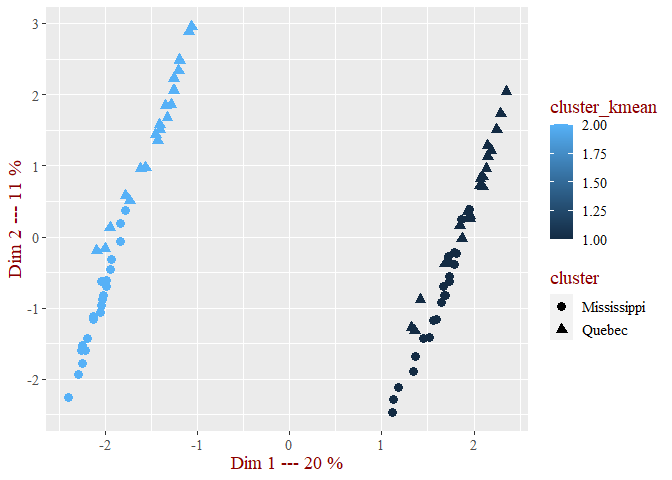 3
2
1
0
-1
-2
Dim 2 --- 11 %
-2
-1
0
1
2
Dim 1 --- 20 %
cluster_kmean
2.00
1.75
1.50
1.25
1.00
cluster
Mississippi
Quebec